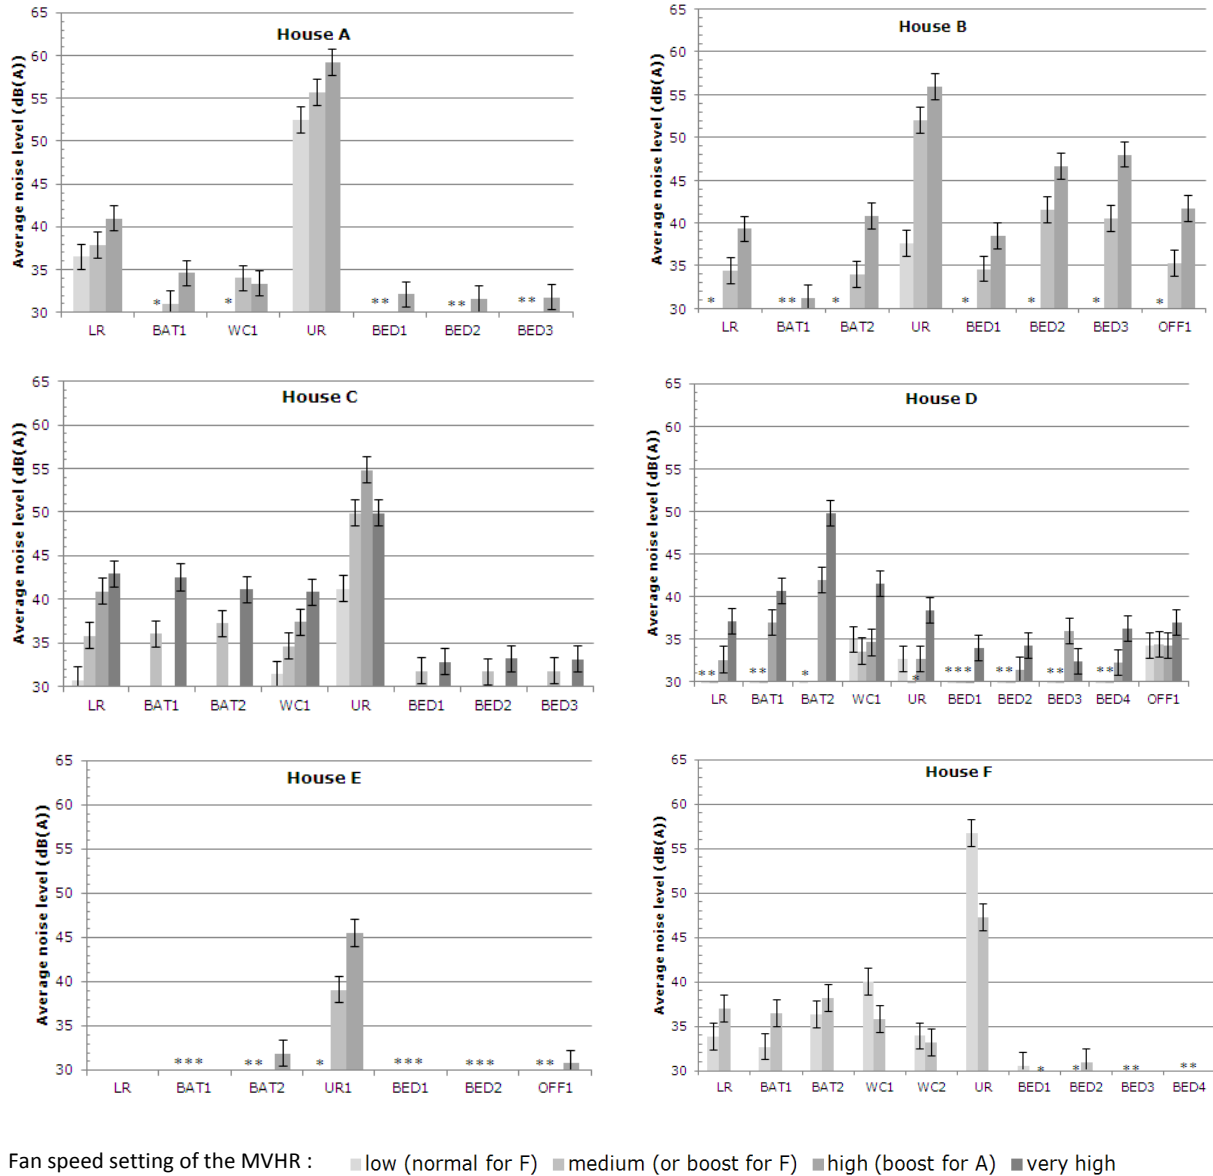 House A
Average noise level (dB(A))
65
60
55
50
45
40
35
30
* * ** ** **
LR BAT1 WC1 UR BED1 BED2 BED3
House B
Average noise level (dB(A))
65
60
55
50
45
40
35
30
* ** * * * * *
LR BAT1 BAT2 UR BED1 BED2 BED3 OFF1
House C
Average noise level (dB(A))
65
60
55
50
45
40
35
30
LR BAT1 BAT2 WC1 UR BED1 BED2 BED3
House D
Average noise level (dB(A))
65
60
55
50
45
40
35
30
** ** * * *** ** ** **
LR BAT1 BAT2 WC1 UR BED1 BED2 BED3 BED4 OFF1
House E
Average noise level (dB(A))
65
60
55
50
45
40
35
30
*** ** * *** *** **
LR BAT1 BAT2 UR1 BED1 BED2 OFF1
House F
Average noise level (dB(A))
65
60
55
50
45
40
35
30
* * ** **
LR BAT1 BAT2 WC1 WC2 UR BED1 BED2 BED3 BED4
Fan speed setting of the MVHR : low (normal for F) medium (or boost for F) high (boost for A) very high